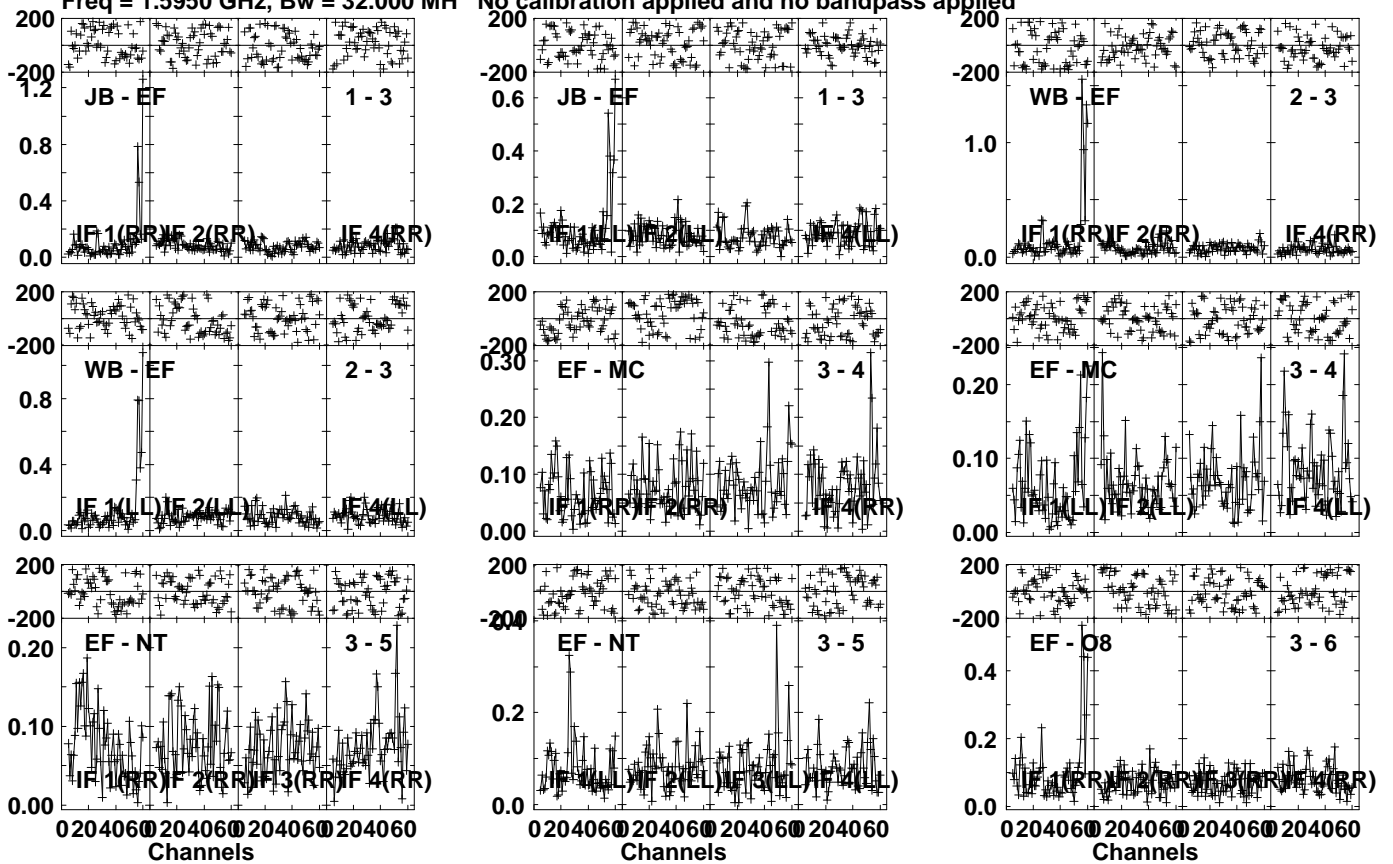 Freq = 1.5950 GHz, Bw = 32.000 MH No calibration applied and no bandpass applied
200
-200
1.2
0.8
0.4
0.0
JB - EF
1 - 3
IF 1(RR)
IF 2(RR)
IF 4(RR)
200
-200
0.6
0.4
0.2
0.0
JB - EF
1 - 3
IF 1(LL)
IF 2(LL)
IF 4(LL)
200
-200
1.0
0.0
WB - EF
2 - 3
IF 1(RR)
IF 2(RR)
IF 4(RR)
200
-200
0.8
0.4
0.0
WB - EF
2 - 3
IF 1(LL)
IF 2(LL)
IF 4(LL)
200
-200
0.30
0.20
0.10
0.00
EF - MC
3 - 4
IF 1(RR)
IF 2(RR)
IF 4(RR)
200
-200
0.20
0.10
0.00
EF - MC
3 - 4
IF 1(LL)
IF 2(LL)
IF 4(LL)
200
-200
0.20
0.10
0.00
EF - NT
3 - 5
IF 1(RR)
IF 2(RR)
IF 3(RR)
IF 4(RR)
0 20 40 60 0 20 40 60 0 20 40 60 0 20 40 60
Channels
200
-200
0.4
0.2
0.0
EF - NT
3 - 5
IF 1(LL)
IF 2(LL)
IF 3(LL)
IF 4(LL)
0 20 40 60 0 20 40 60 0 20 40 60 0 20 40 60
Channels
200
-200
0.4
0.2
0.0
EF - O8
3 - 6
IF 1(RR)
IF 2(RR)
IF 3(RR)
IF 4(RR)
0 20 40 60 0 20 40 60 0 20 40 60 0 20 40 60
Channels